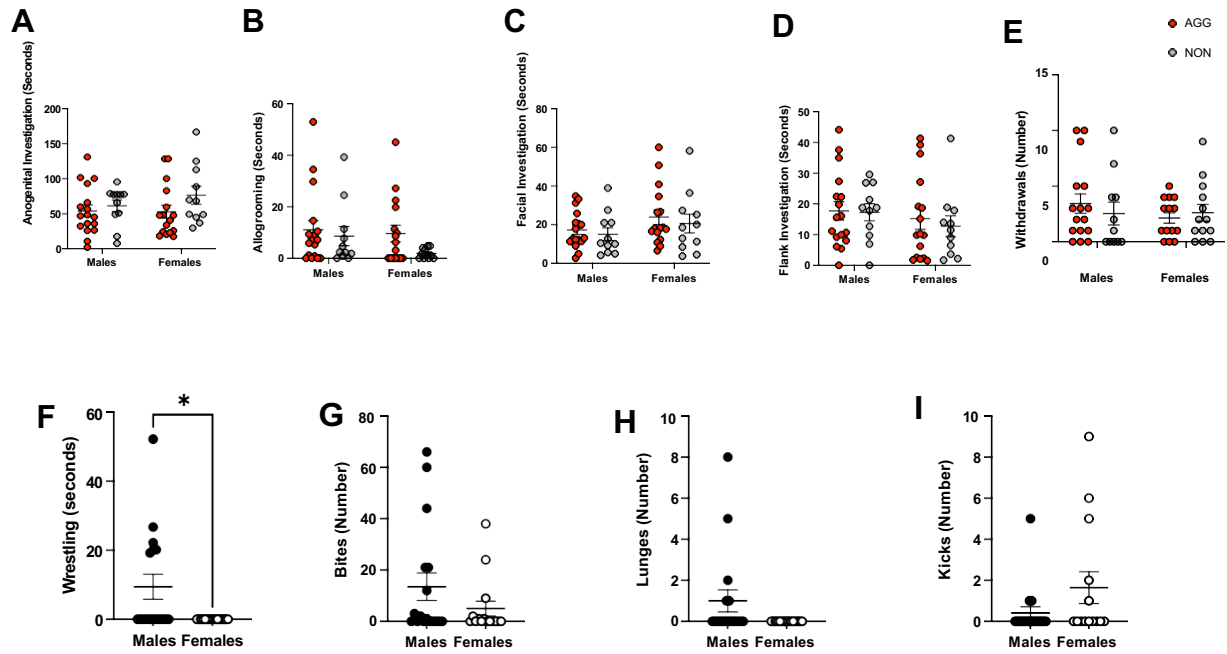 A
B
C
D
E
AGG
NON
Anogenital Investigation (Seconds)
200
150
100
50
0
Males
Females
Allogrooming (Seconds)
60
40
20
0
Males
Females
Facial Investigation (Seconds)
80
60
40
20
0
Males
Females
Flank Investigation (Seconds)
50
40
30
20
10
0
Males
Females
Withdrawals (Number)
15
10
5
0
Males
Females
F
Wrestling (seconds)
60
40
20
0
*
Males
Females
G
Bites (Number)
80
60
40
20
0
Males
Females
H
Lunges (Number)
10
8
6
4
2
0
Males
Females
I
Kicks (Number)
10
8
6
4
2
0
Males
Females